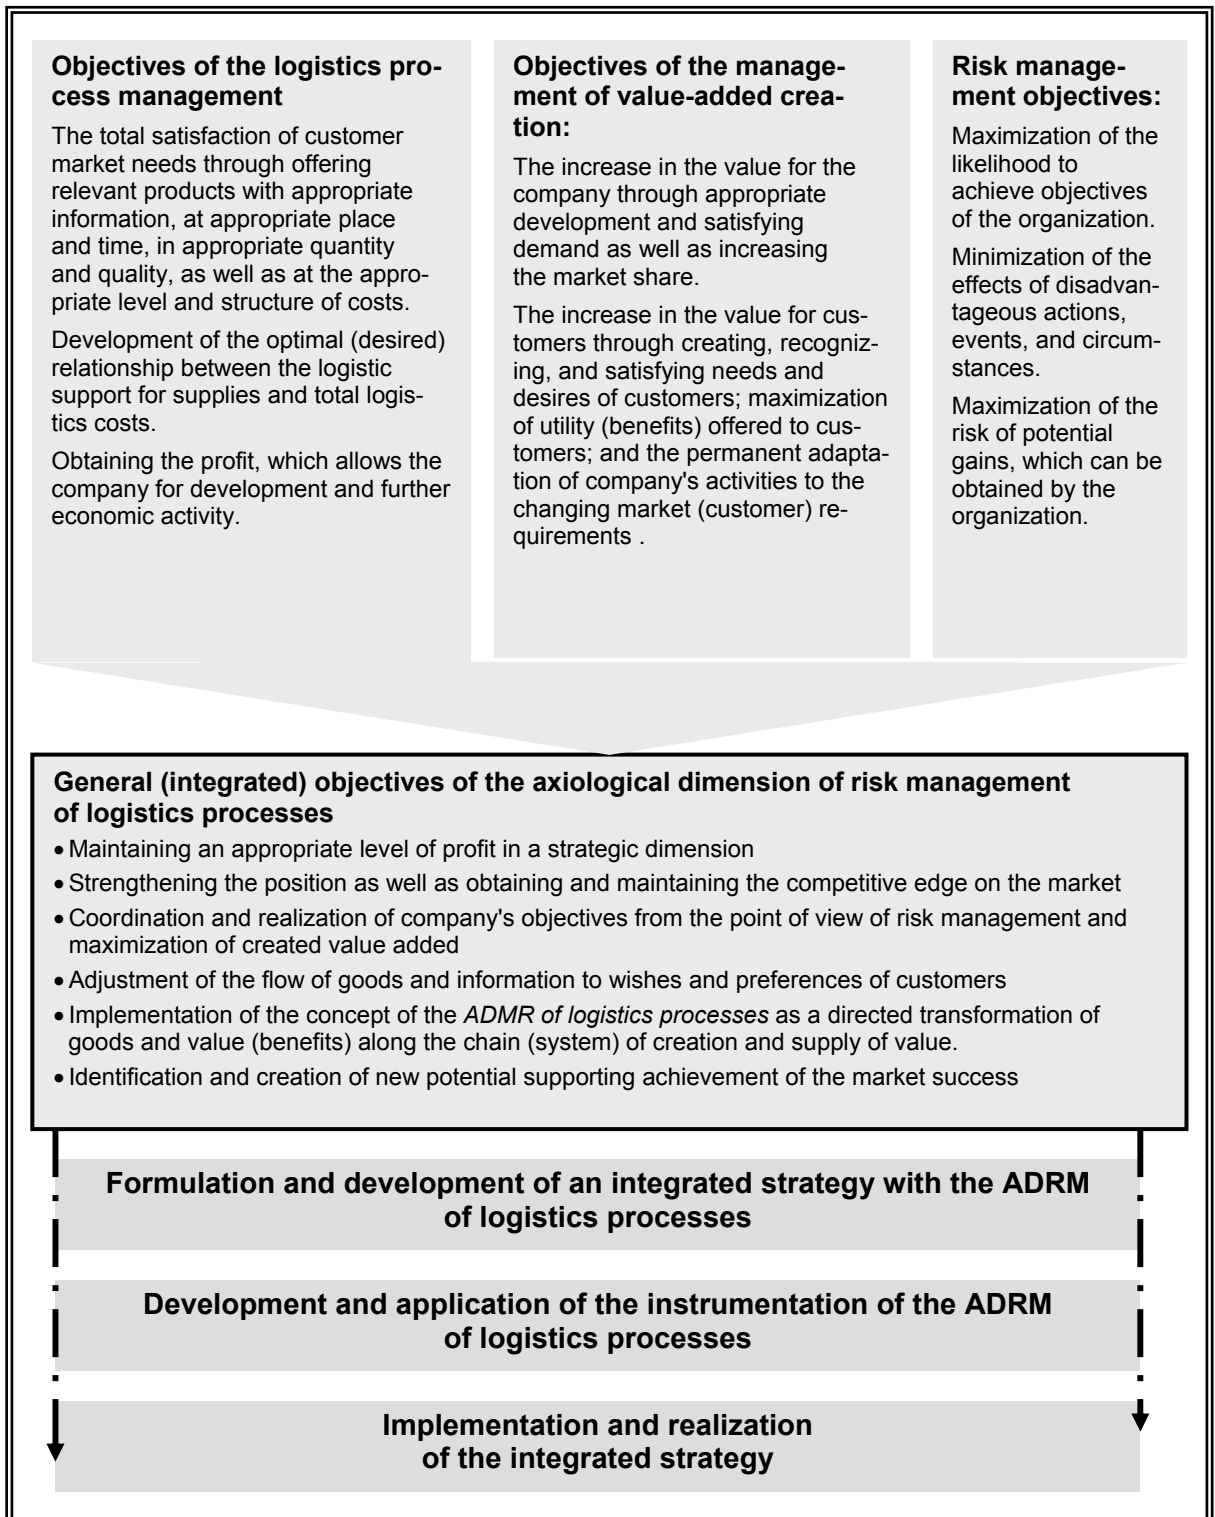 Objectives of the logistics pro-
cess management
The total satisfaction of customer
market needs through offering
relevant products with appropriate
information, at appropriate place
and time, in appropriate quantity
and quality, as well as at the appro-
priate level and structure of costs.
Development of the optimal (desired)
relationship between the logistic
support for supplies and total logis-
tics costs.
Obtaining the profit, which allows the
company for development and further
economic activity.
Objectives of the manage-
ment of value-added crea-
tion:
The increase in the value for the
company through appropriate
development and satisfying
demand as well as increasing
the market share.
The increase in the value for cus-
tomers through creating, recogniz-
ing, and satisfying needs and
desires of customers; maximization
of utility (benefits) offered to cus-
tomers; and the permanent adapta-
tion of company's activities to the
changing market (customer) re-
quirements .
Risk manage-
ment objectives:
Maximization of the
likelihood to
achieve objectives
of the organization.
Minimization of the
effects of disadvan-
tageous actions,
events, and circum-
stances.
Maximization of the
risk of potential
gains, which can be
obtained by the
organization.
General (integrated) objectives of the axiological dimension of risk management
of logistics processes
• Maintaining an appropriate level of profit in a strategic dimension
• Strengthening the position as well as obtaining and maintaining the competitive edge on the market
• Coordination and realization of company's objectives from the point of view of risk management and
maximization of created value added
• Adjustment of the flow of goods and information to wishes and preferences of customers
• Implementation of the concept of the ADMR of logistics processes as a directed transformation of
goods and value (benefits) along the chain (system) of creation and supply of value.
• Identification and creation of new potential supporting achievement of the market success
Formulation and development of an integrated strategy with the ADRM
of logistics processes
Development and application of the instrumentation of the ADRM
of logistics processes
Implementation and realization
of the integrated strategy